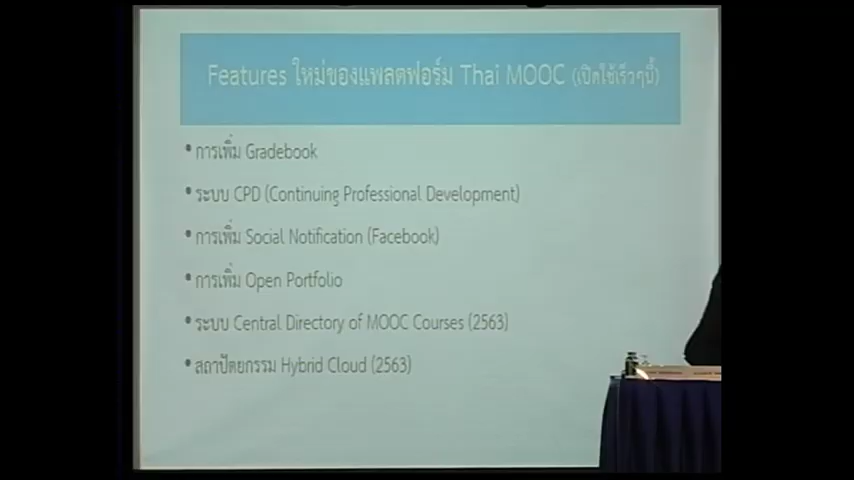 Features ใหม่ของแพลตฟอร์ม Thai MOOC (เปิดใช้เร็วๆนี้)
• การเพิ่ม Gradebook
• ระบบ CPD (Continuing Professional Development)
• การเพิ่ม Social Notification (Facebook)
• การเพิ่ม Open Portfolio
• ระบบ Central Directory of MOOC Courses (2563)
• สถาปัตยกรรม Hybrid Cloud (2563)